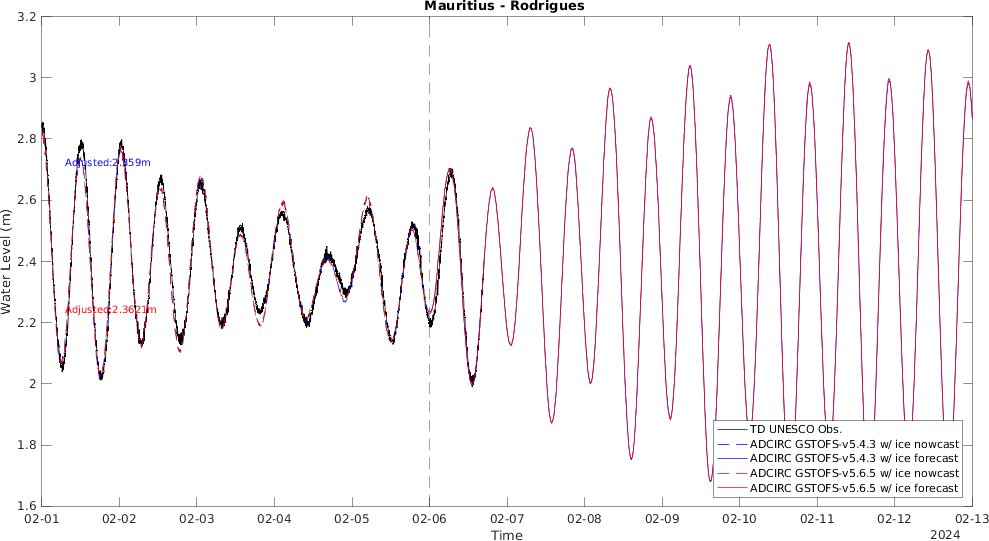 Mauritius - Rodrigues
3.2
3
2.8
2.6
2.4
2.2
2
1.8
1.6
Water Level (m)
Adjusted:2.359m
Adjusted:2.3621m
TD UNESCO Obs.
ADCIRC GSTOFS-v5.4.3 w/ ice nowcast
ADCIRC GSTOFS-v5.4.3 w/ ice forecast
ADCIRC GSTOFS-v5.6.5 w/ ice nowcast
ADCIRC GSTOFS-v5.6.5 w/ ice forecast
02-01 02-02 02-03 02-04 02-05 02-06 02-07 02-08 02-09 02-10 02-11 02-12 02-13
Time
2024